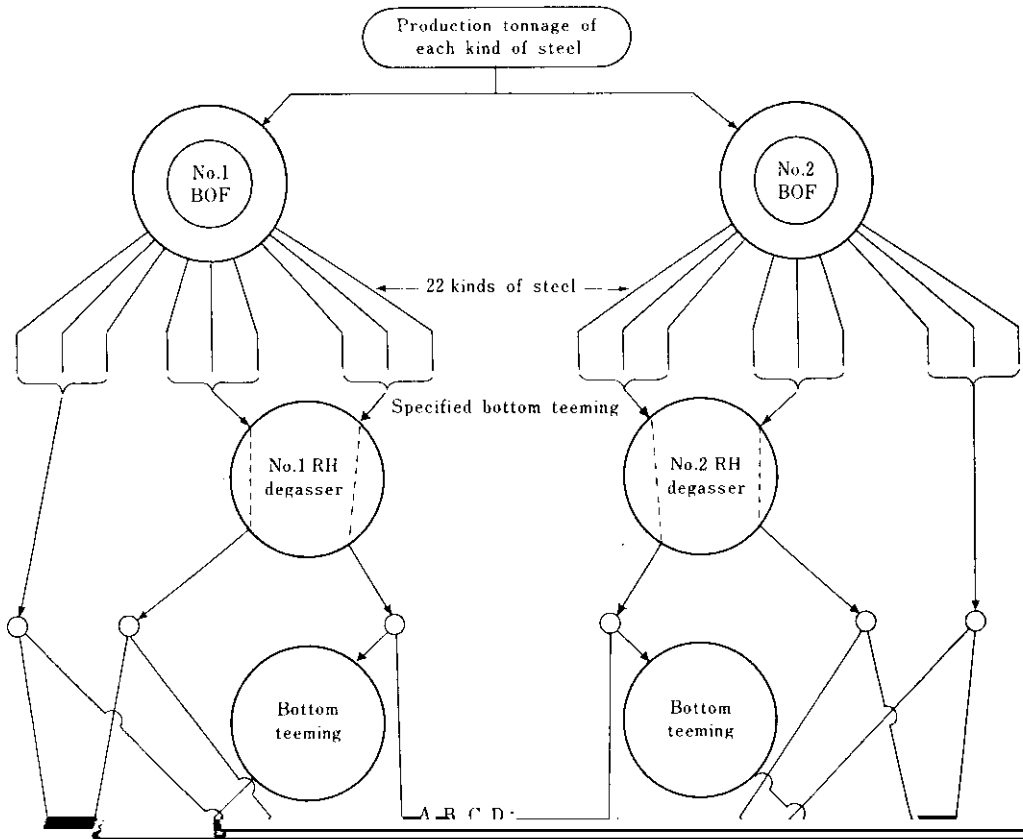 Production tonnage of
each kind of steel
No.1
BOF
No.2
BOF
22 kinds of steel
Specified bottom teeming
No.1 RH
degasser
No.2 RH
degasser
Bottom
teeming
Bottom
teeming
A B C D